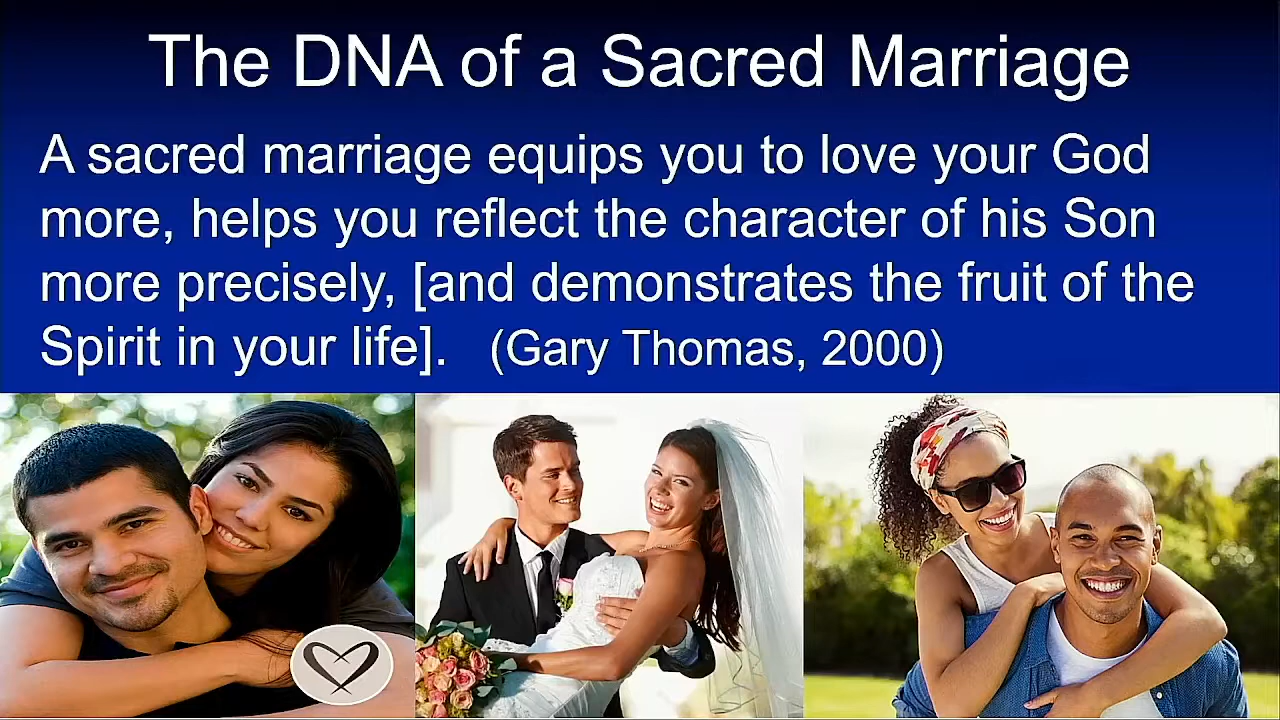 The DNA of a Sacred Marriage
A sacred marriage equips you to love your God
more, helps you reflect the character of his Son
more precisely, [and demonstrates the fruit of the
Spirit in your life]. (Gary Thomas, 2000)